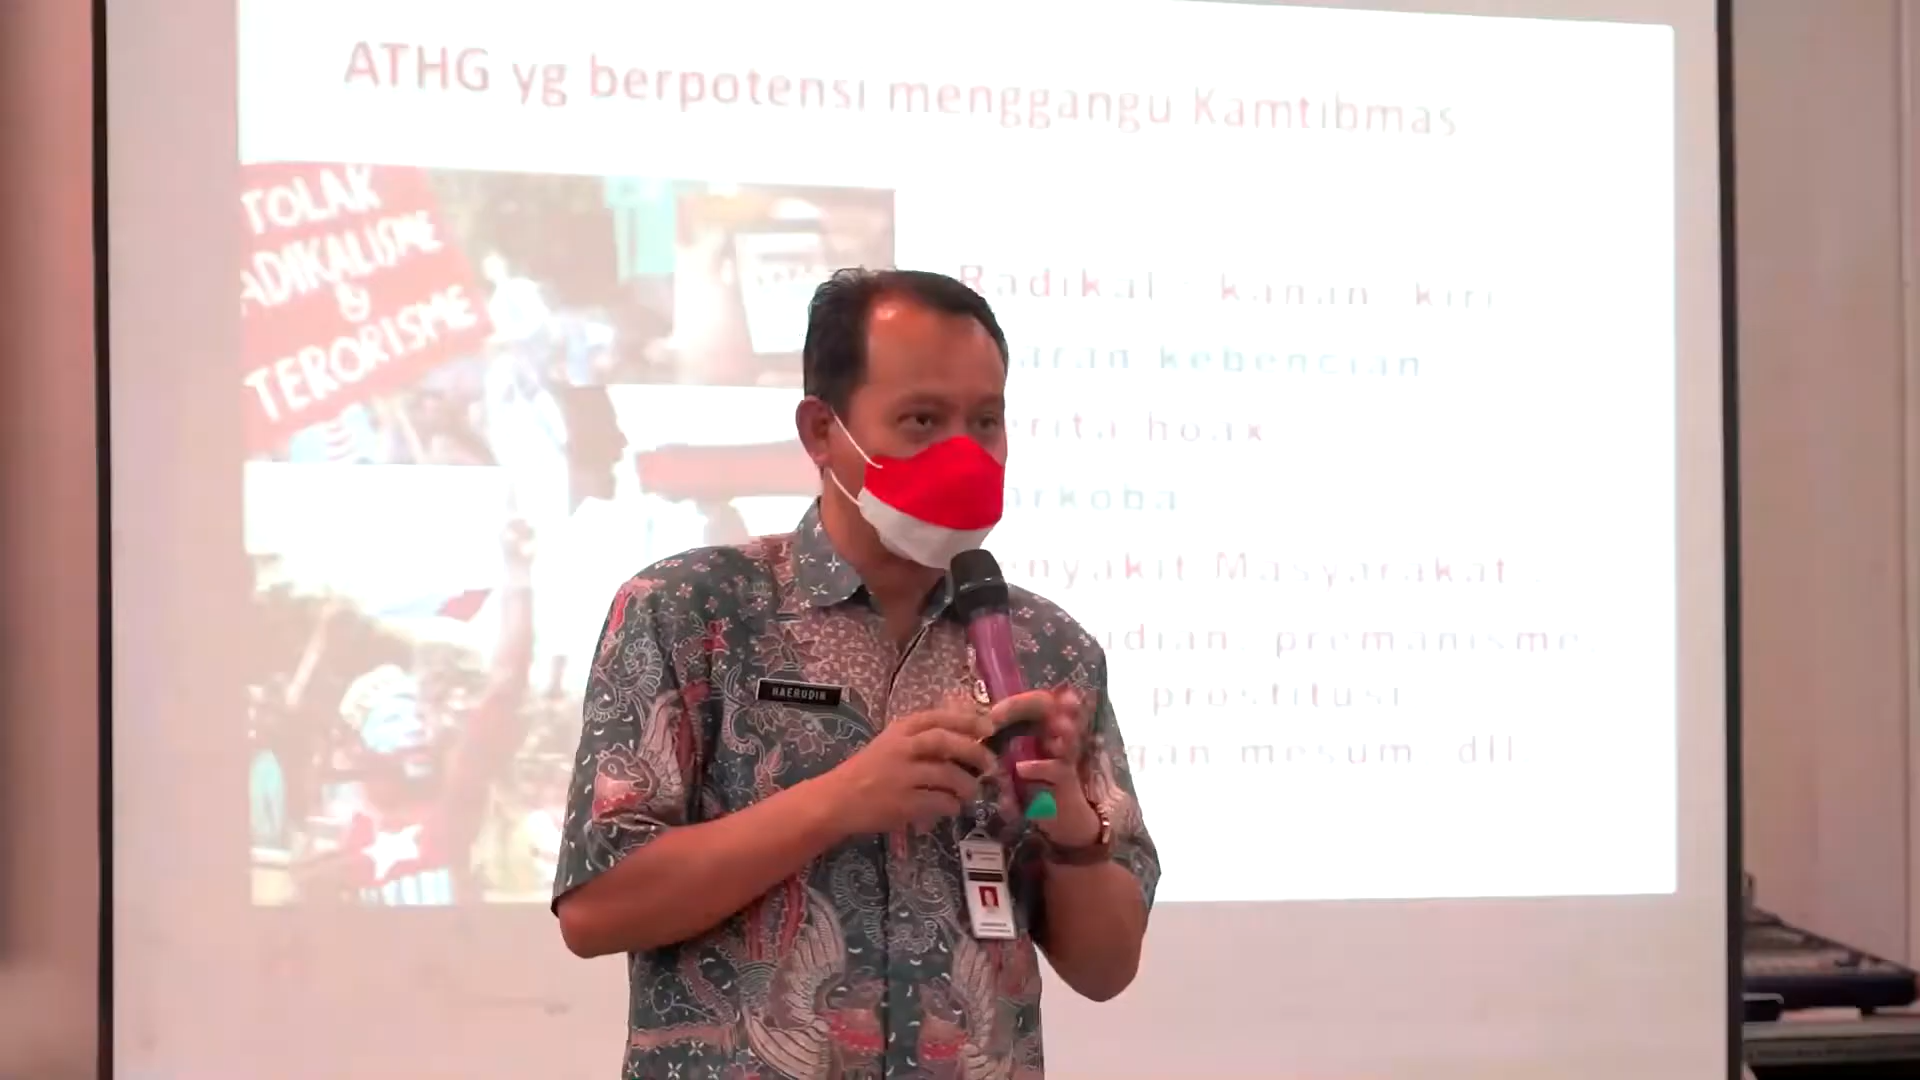 ATHG yg berpotensi menggangu Kamtibmas
TOLAK
RADIKALISME
&
TERORISME
Radikal : kanan kiri
aran kebencian
erita hoax
arkoba
enyakit Masyarakat :
udian, premanisme,
prostitusi
gan mesum dll
HAERUDIN